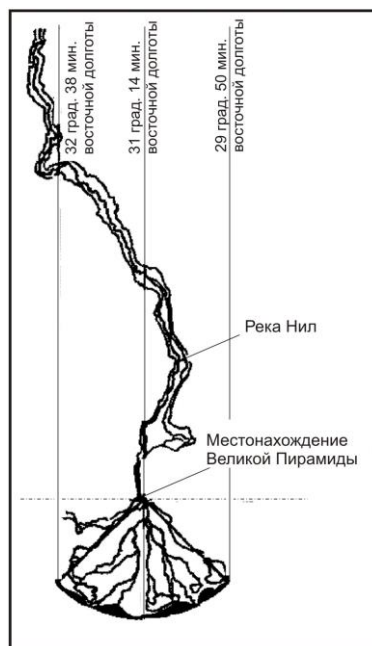 32 град. 38 мин.
восточной долготы
31 град. 14 мин.
восточной долготы
29 град. 50 мин.
восточной долготы
Река Нил
Местонахождение
Великой Пирамиды